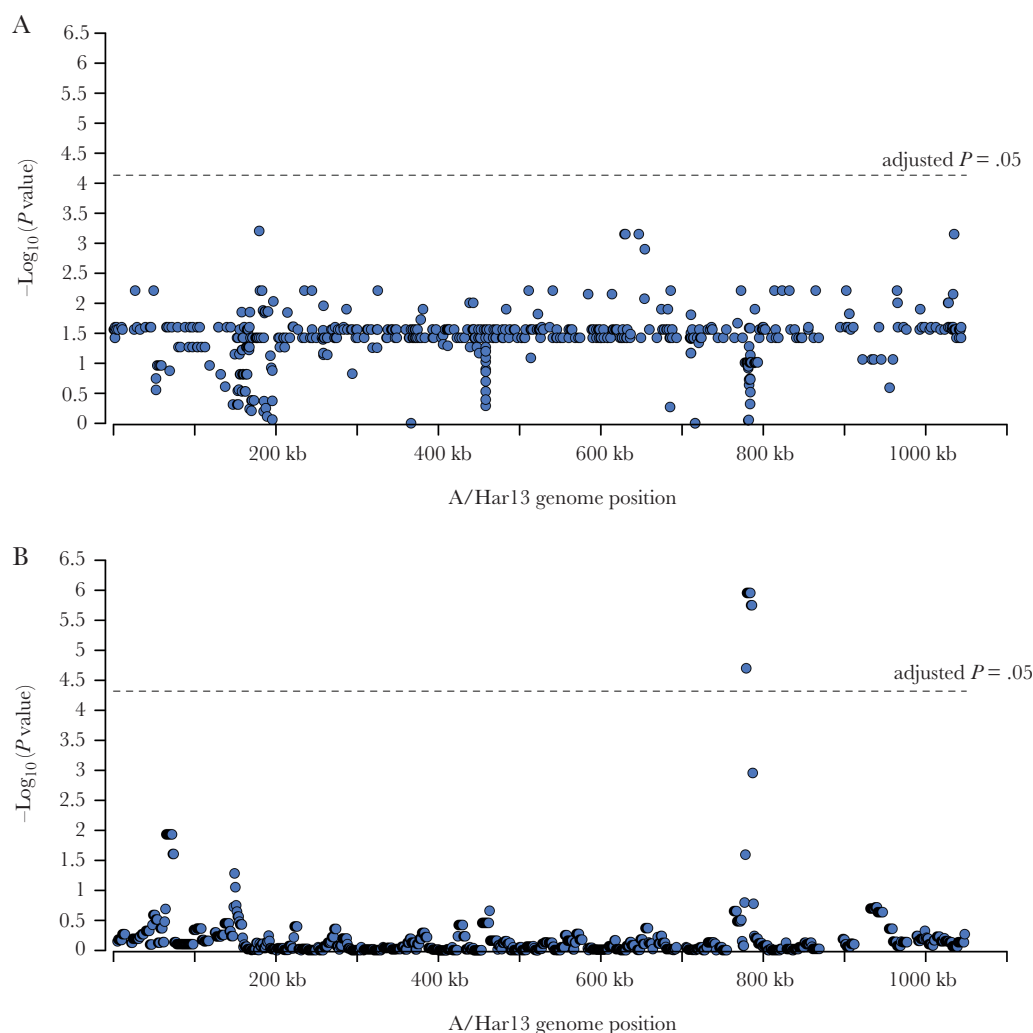 A
6.5
6
5.5
5
4.5
4
3.5
3
2.5
2
1.5
1
0.5
0
–Log10 (P value)
adjusted P = .05
200 kb
400 kb
600 kb
800 kb
1000 kb
A/Har13 genome position
B
6.5
6
5.5
5
4.5
4
3.5
3
2.5
2
1.5
1
0.5
0
–Log10 (P value)
adjusted P = .05
200 kb
400 kb
600 kb
800 kb
1000 kb
A/Har13 genome position